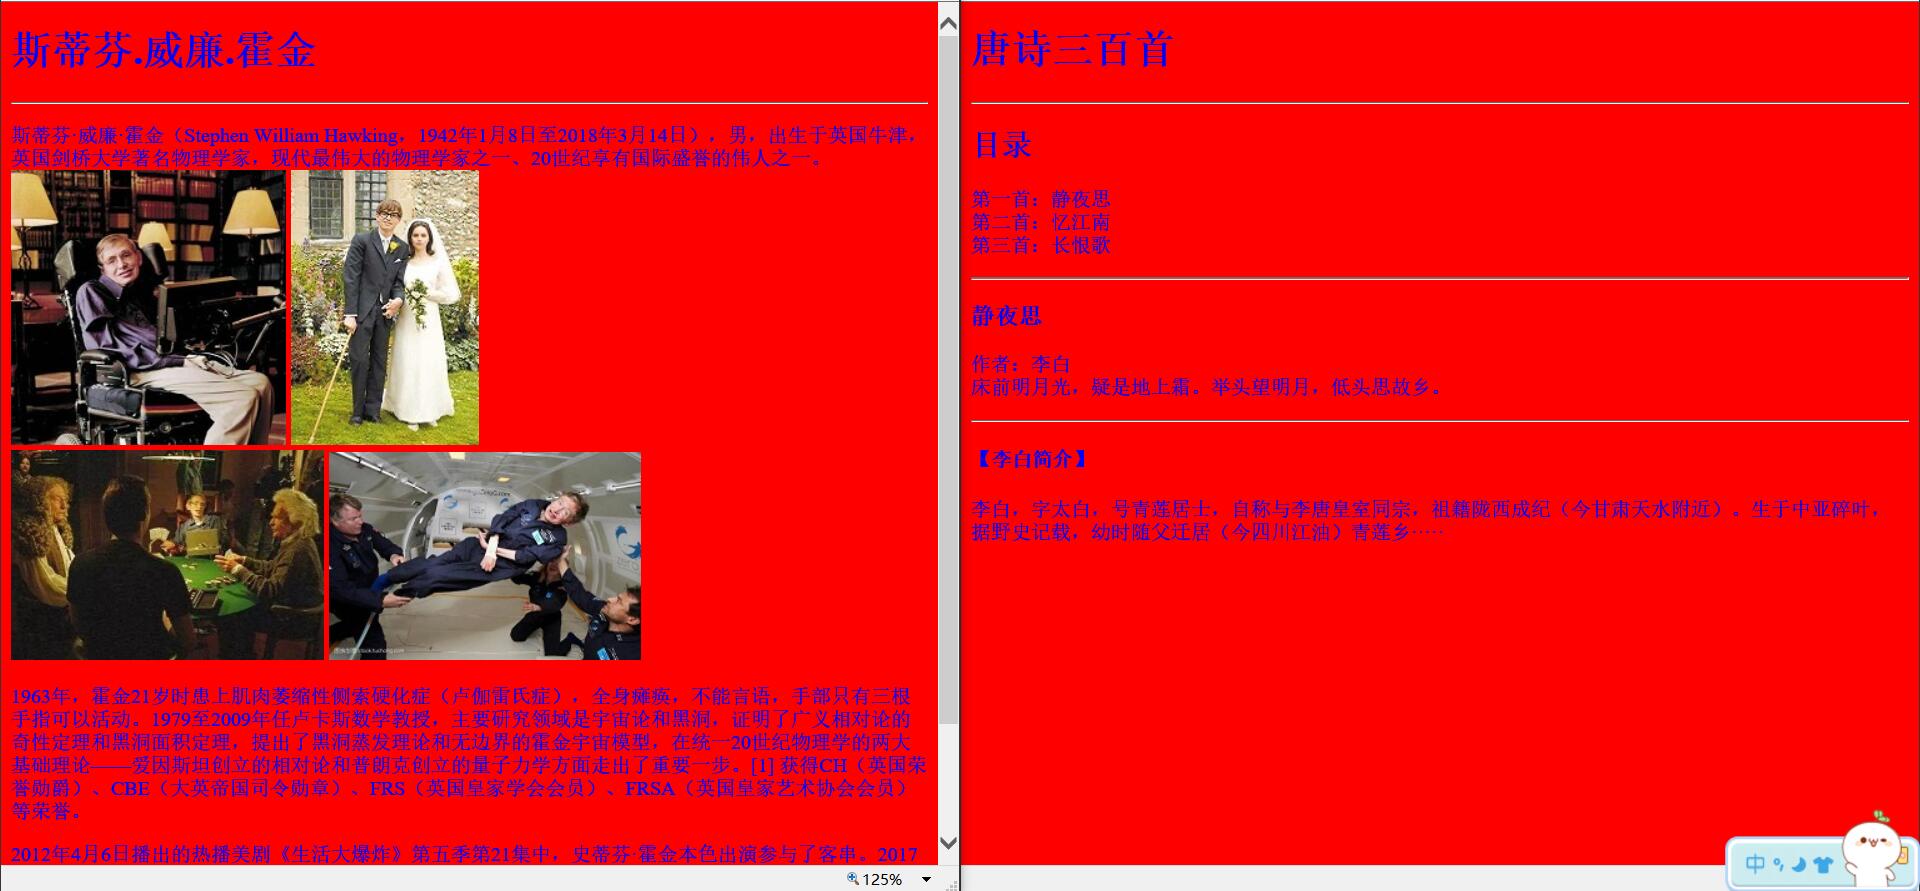 斯蒂芬.威廉.霍金
斯蒂芬·威廉·霍金（Stephen William Hawking，1942年1月8日至2018年3月14日），男，出生于英国牛津，
英国剑桥大学著名物理学家，现代最伟大的物理学家之一、20世纪享有国际盛誉的伟人之一。
1963年，霍金21岁时患上肌肉萎缩性侧索硬化症（卢伽雷氏症），全身瘫痪，不能言语，手部只有三根
手指可以活动。1979至2009年任卢卡斯数学教授，主要研究领域是宇宙论和黑洞，证明了广义相对论的
奇性定理和黑洞面积定理，提出了黑洞蒸发理论和无边界的霍金宇宙模型，在统一20世纪物理学的两大
基础理论——爱因斯坦创立的相对论和普朗克创立的量子力学方面走出了重要一步。[1] 获得CH（英国荣
誉勋爵）、CBE（大英帝国司令勋章）、FRS（英国皇家学会会员）、FRSA（英国皇家艺术协会会员）
等荣誉。
2012年4月6日播出的热播美剧《生活大爆炸》第五季第21集中，史蒂芬·霍金本色出演参与了客串。2017
125%
唐诗三百首
目录
第一首：静夜思
第二首：忆江南
第三首：长恨歌
静夜思
作者：李白
床前明月光，疑是地上霜。举头望明月，低头思故乡。
【李白简介】
李白，字太白，号青莲居士，自称与李唐皇室同宗，祖籍陇西成纪（今甘肃天水附近）。生于中亚碎叶，
据野史记载，幼时随父迁居（今四川江油）青莲乡·····
中